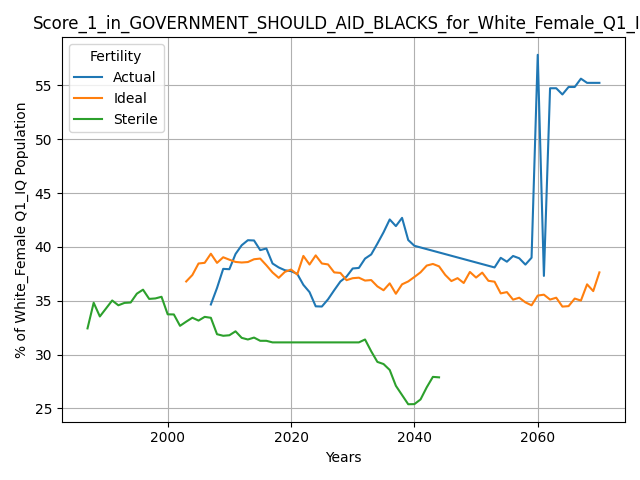 Score_1_in_GOVERNMENT_SHOULD_AID_BLACKS_for_White_Female_Q1_I
Fertility
Actual
Ideal
Sterile
% of White_Female Q1_IQ Population
55
50
45
40
35
30
25
2000
2020
2040
2060
Years